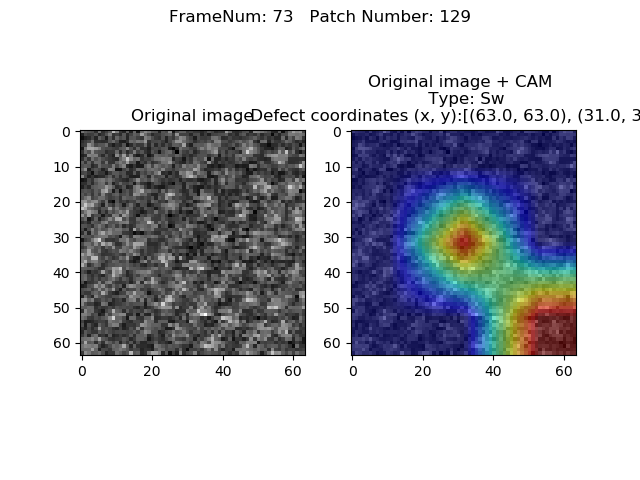 FrameNum: 73   Patch Number: 129
Original image
0
10
20
30
40
50
60
0 20 40 60
Original image + CAM
Type: Sw
Defect coordinates (x, y):[(63.0, 63.0), (31.0, 3
0
10
20
30
40
50
60
0 20 40 60